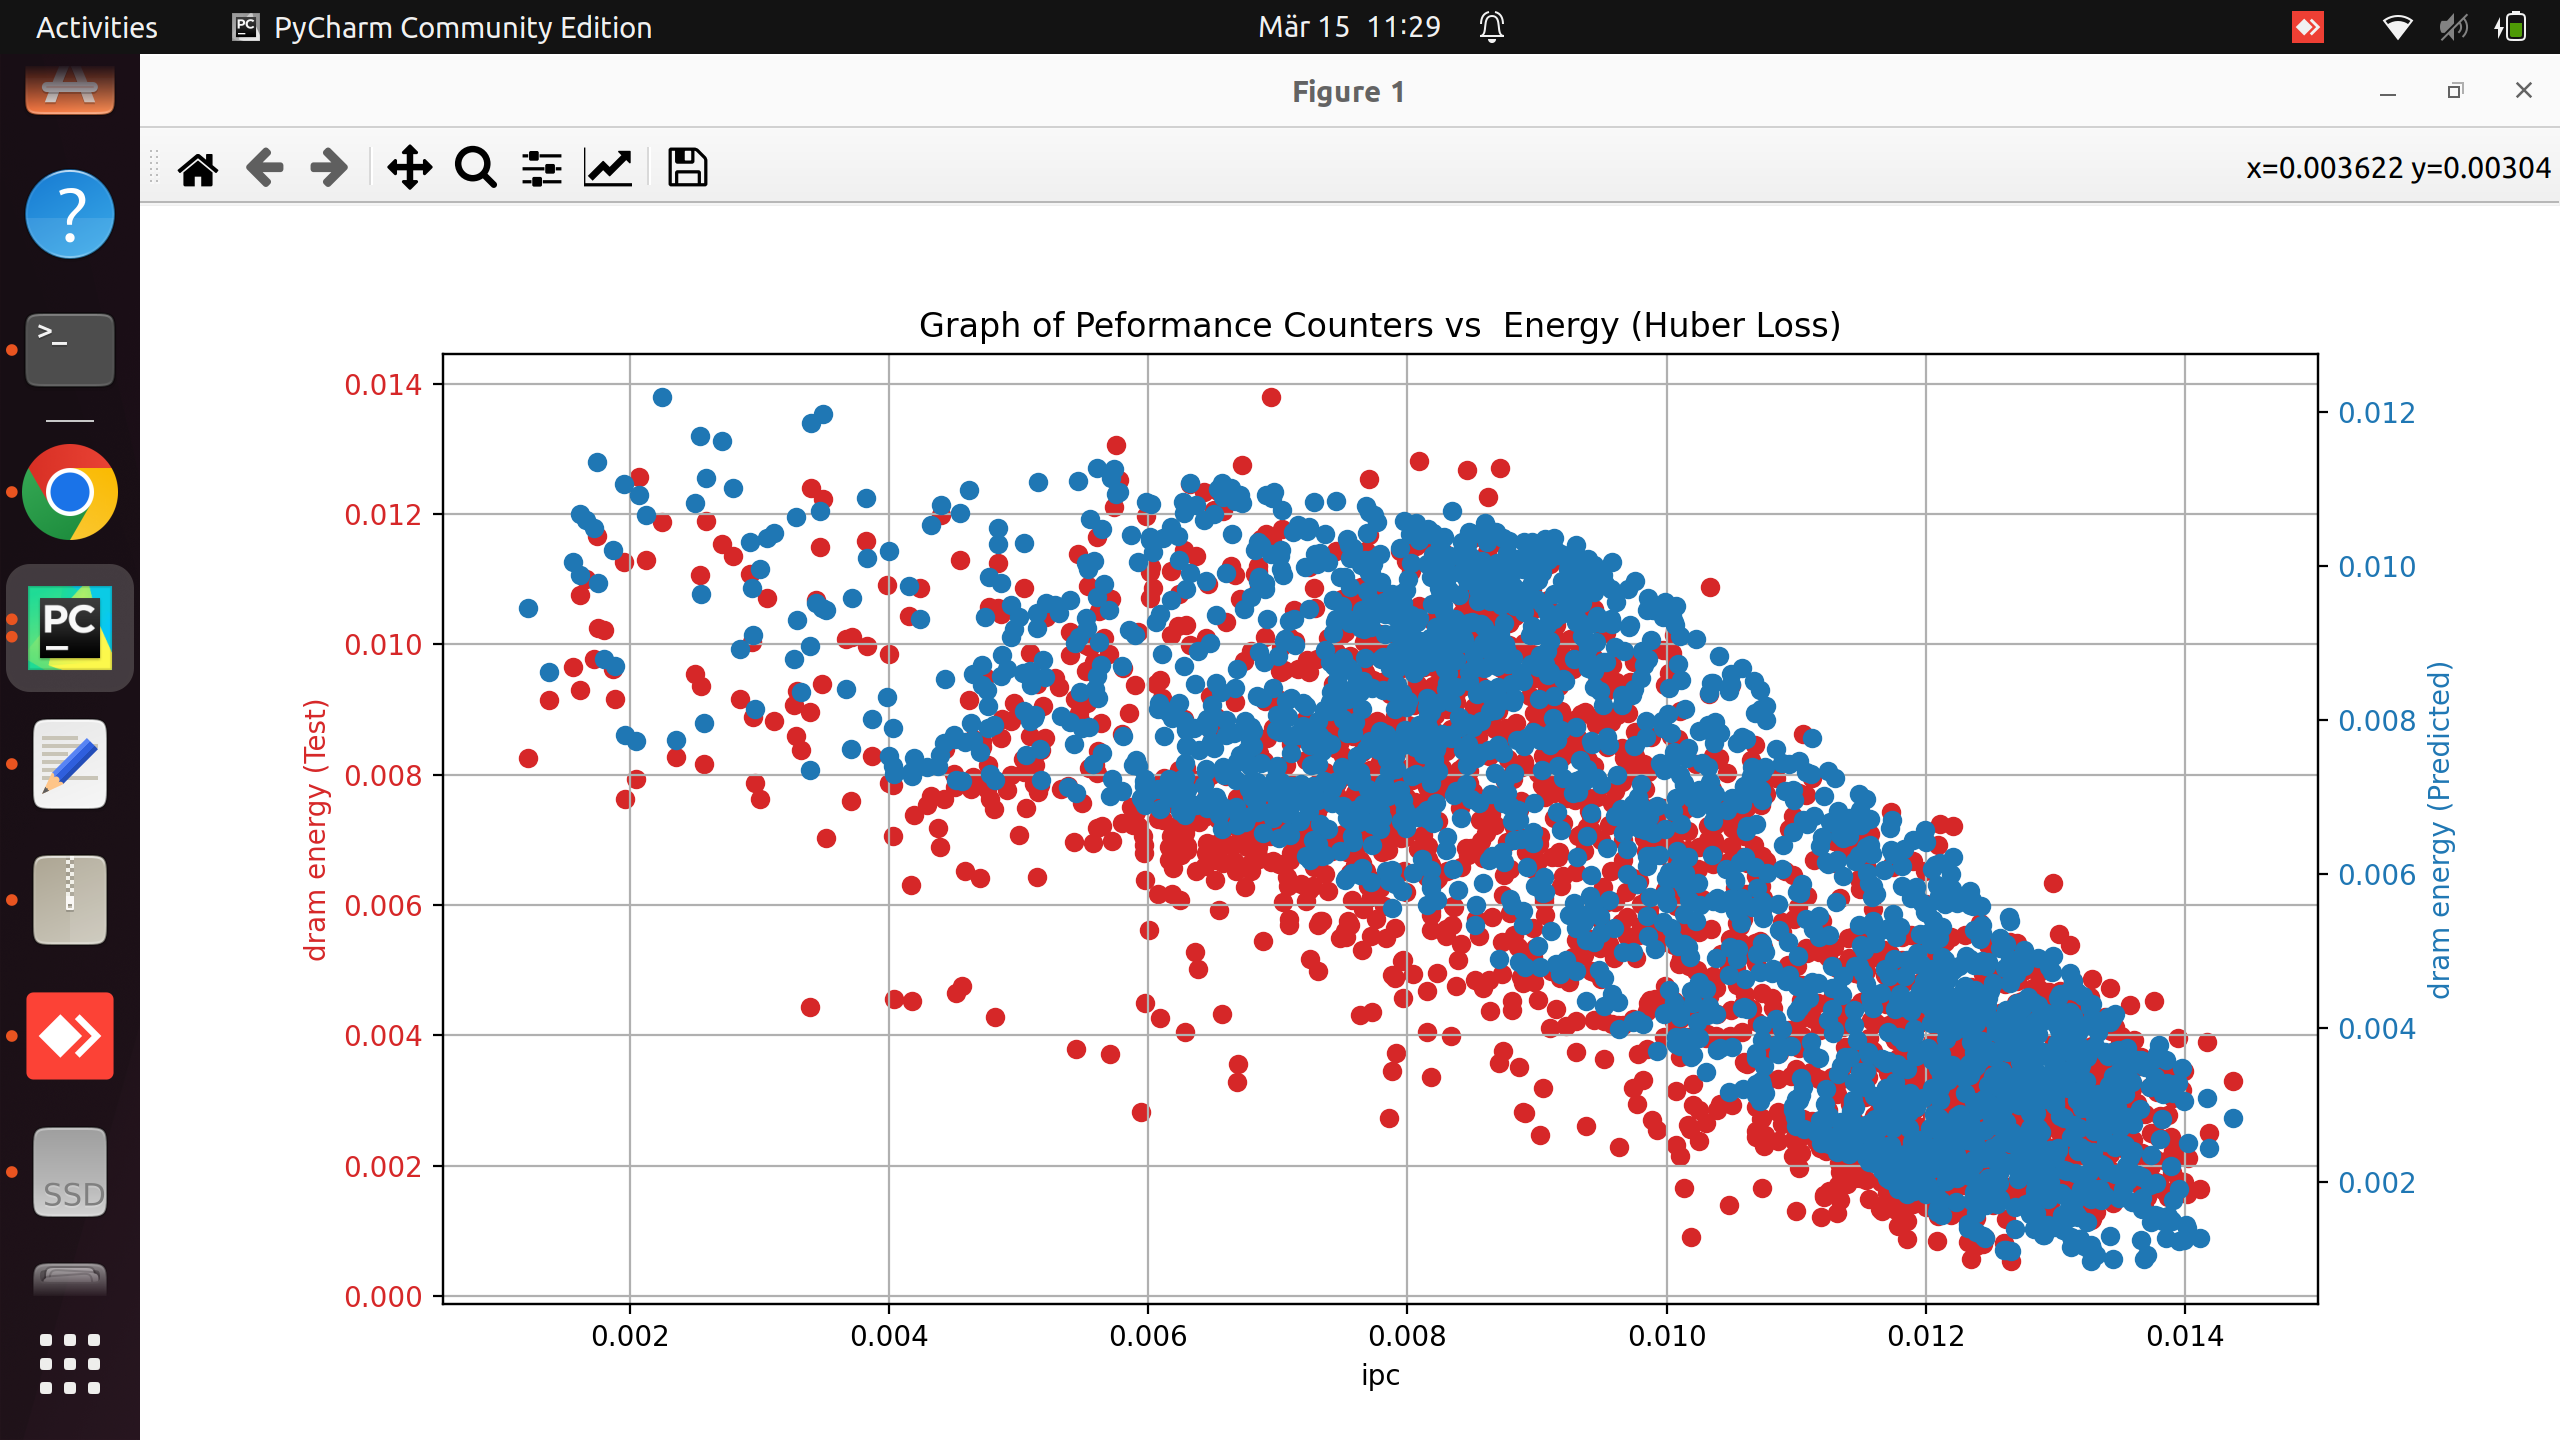 Activities
PC PyCharm Community Edition
Mär 15 11:29
Figure 1
x=0.003622 y=0.00304
?
>_
PC
SSD
Graph of Peformance Counters vs  Energy (Huber Loss)
dram energy (Test)
0.014
0.012
0.010
0.008
0.006
0.004
0.002
0.000
0.012
0.010
0.008
0.006
0.004
0.002
dram energy (Predicted)
0.002 0.004 0.006 0.008 0.010 0.012 0.014
ipc